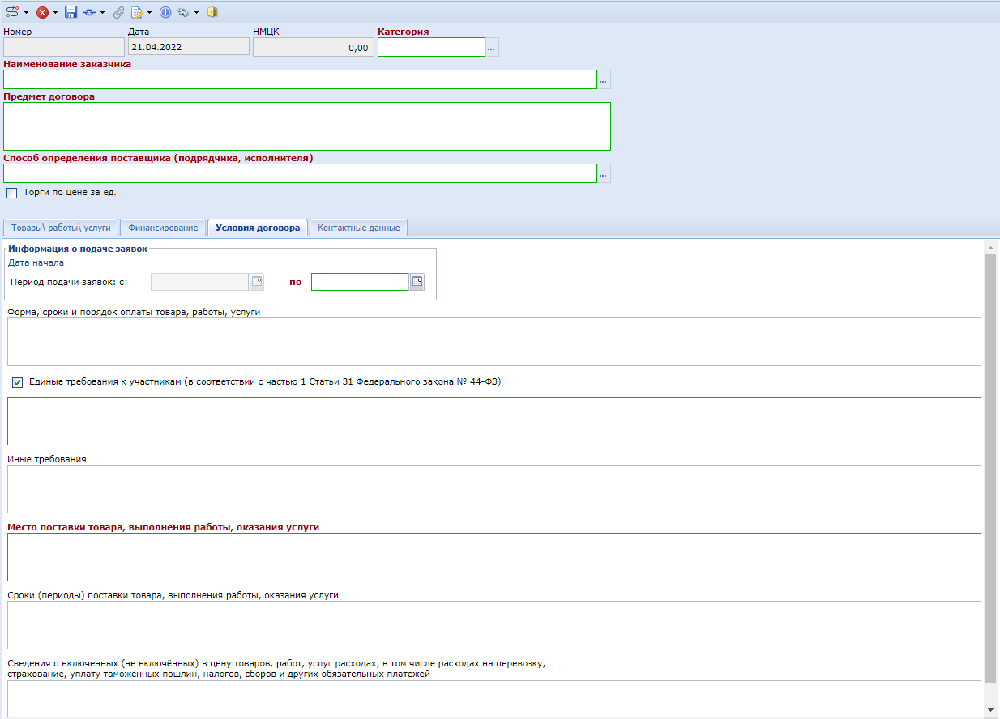 Номер Дата НМЦК Категория
21.04.2022 0,00 ...
Наименование заказчика
...
Предмет договора
Способ определения поставщика (подрядчика, исполнителя)
...
Торги по цене за ед.
Товары\ работы\ услуги Финансирование Условия договора Контактные данные
Информация о подаче заявок
Дата начала
Период подачи заявок: с: по
Форма, сроки и порядок оплаты товара, работы, услуги
Единые требования к участникам (в соответствии с частью 1 Статьи 31 Федерального закона № 44-ФЗ)
Иные требования
Место поставки товара, выполнения работы, оказания услуги
Сроки (периоды) поставки товара, выполнения работы, оказания услуги
Сведения о включенных (не включённых) в цену товаров, работ, услуг расходах, в том числе расходах на перевозку,
страхование, уплату таможенных пошлин, налогов, сборов и других обязательных платежей